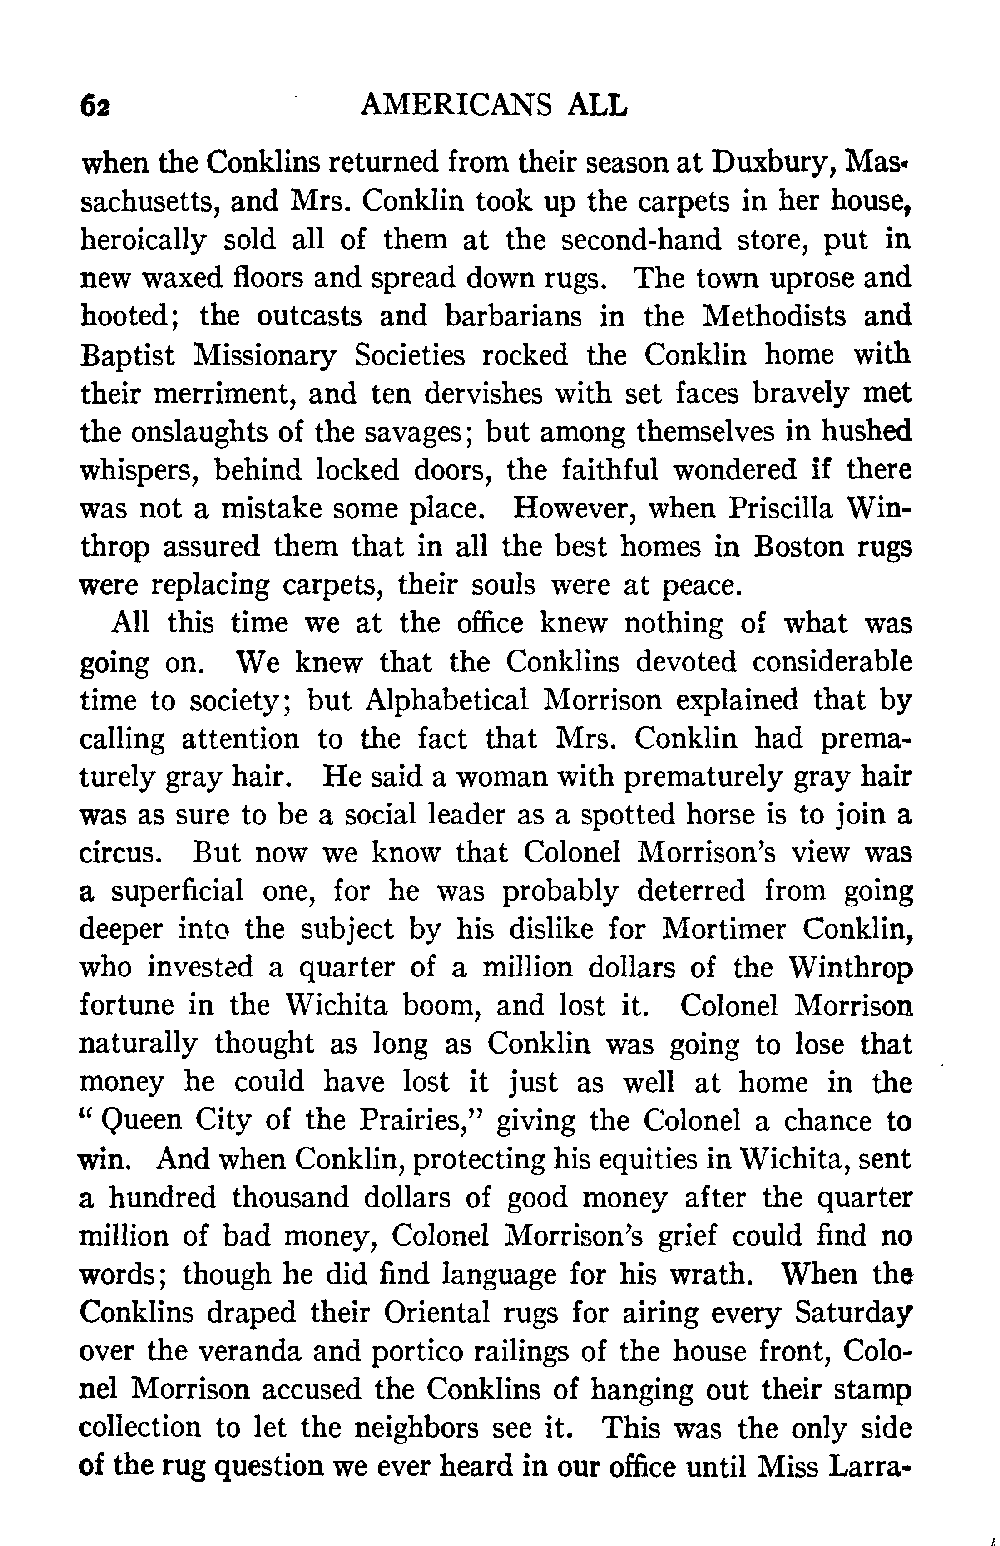 62 AMERICANS ALL
when the Conklins returned from their season at Duxbury, Mas-
sachusetts, and Mrs. Conklin took up the carpets in her house,
heroically sold all of them at the second-hand store, put in
new waxed floors and spread down rugs. The town uprose and
hooted; the outcasts and barbarians in the Methodists and
Baptist Missionary Societies rocked the Conklin home with
their merriment, and ten dervishes with set faces bravely met
the onslaughts of the savages; but among themselves in hushed
whispers, behind locked doors, the faithful wondered if there
was not a mistake some place. However, when Priscilla Win-
throp assured them that in all the best homes in Boston rugs
were replacing carpets, their souls were at peace.
All this time we at the office knew nothing of what was
going on. We knew that the Conklins devoted considerable
time to society; but Alphabetical Morrison explained that by
calling attention to the fact that Mrs. Conklin had prema-
turely gray hair. He said a woman with prematurely gray hair
was as sure to be a social leader as a spotted horse is to join a
circus. But now we know that Colonel Morrison's view was
a superficial one, for he was probably deterred from going
deeper into the subject by his dislike for Mortimer Conklin,
who invested a quarter of a million dollars of the Winthrop
fortune in the Wichita boom, and lost it. Colonel Morrison
naturally thought as long as Conklin was going to lose that
money he could have lost it just as well at home in the
"Queen City of the Prairies," giving the Colonel a chance to
win. And when Conklin, protecting his equities in Wichita, sent
a hundred thousand dollars of good money after the quarter
million of bad money, Colonel Morrison's grief could find no
words; though he did find language for his wrath. When the
Conklins draped their Oriental rugs for airing every Saturday
over the veranda and portico railings of the house front, Colo-
nel Morrison accused the Conklins of hanging out their stamp
collection to let the neighbors see it. This was the only side
of the rug question we ever heard in our office until Miss Larra-